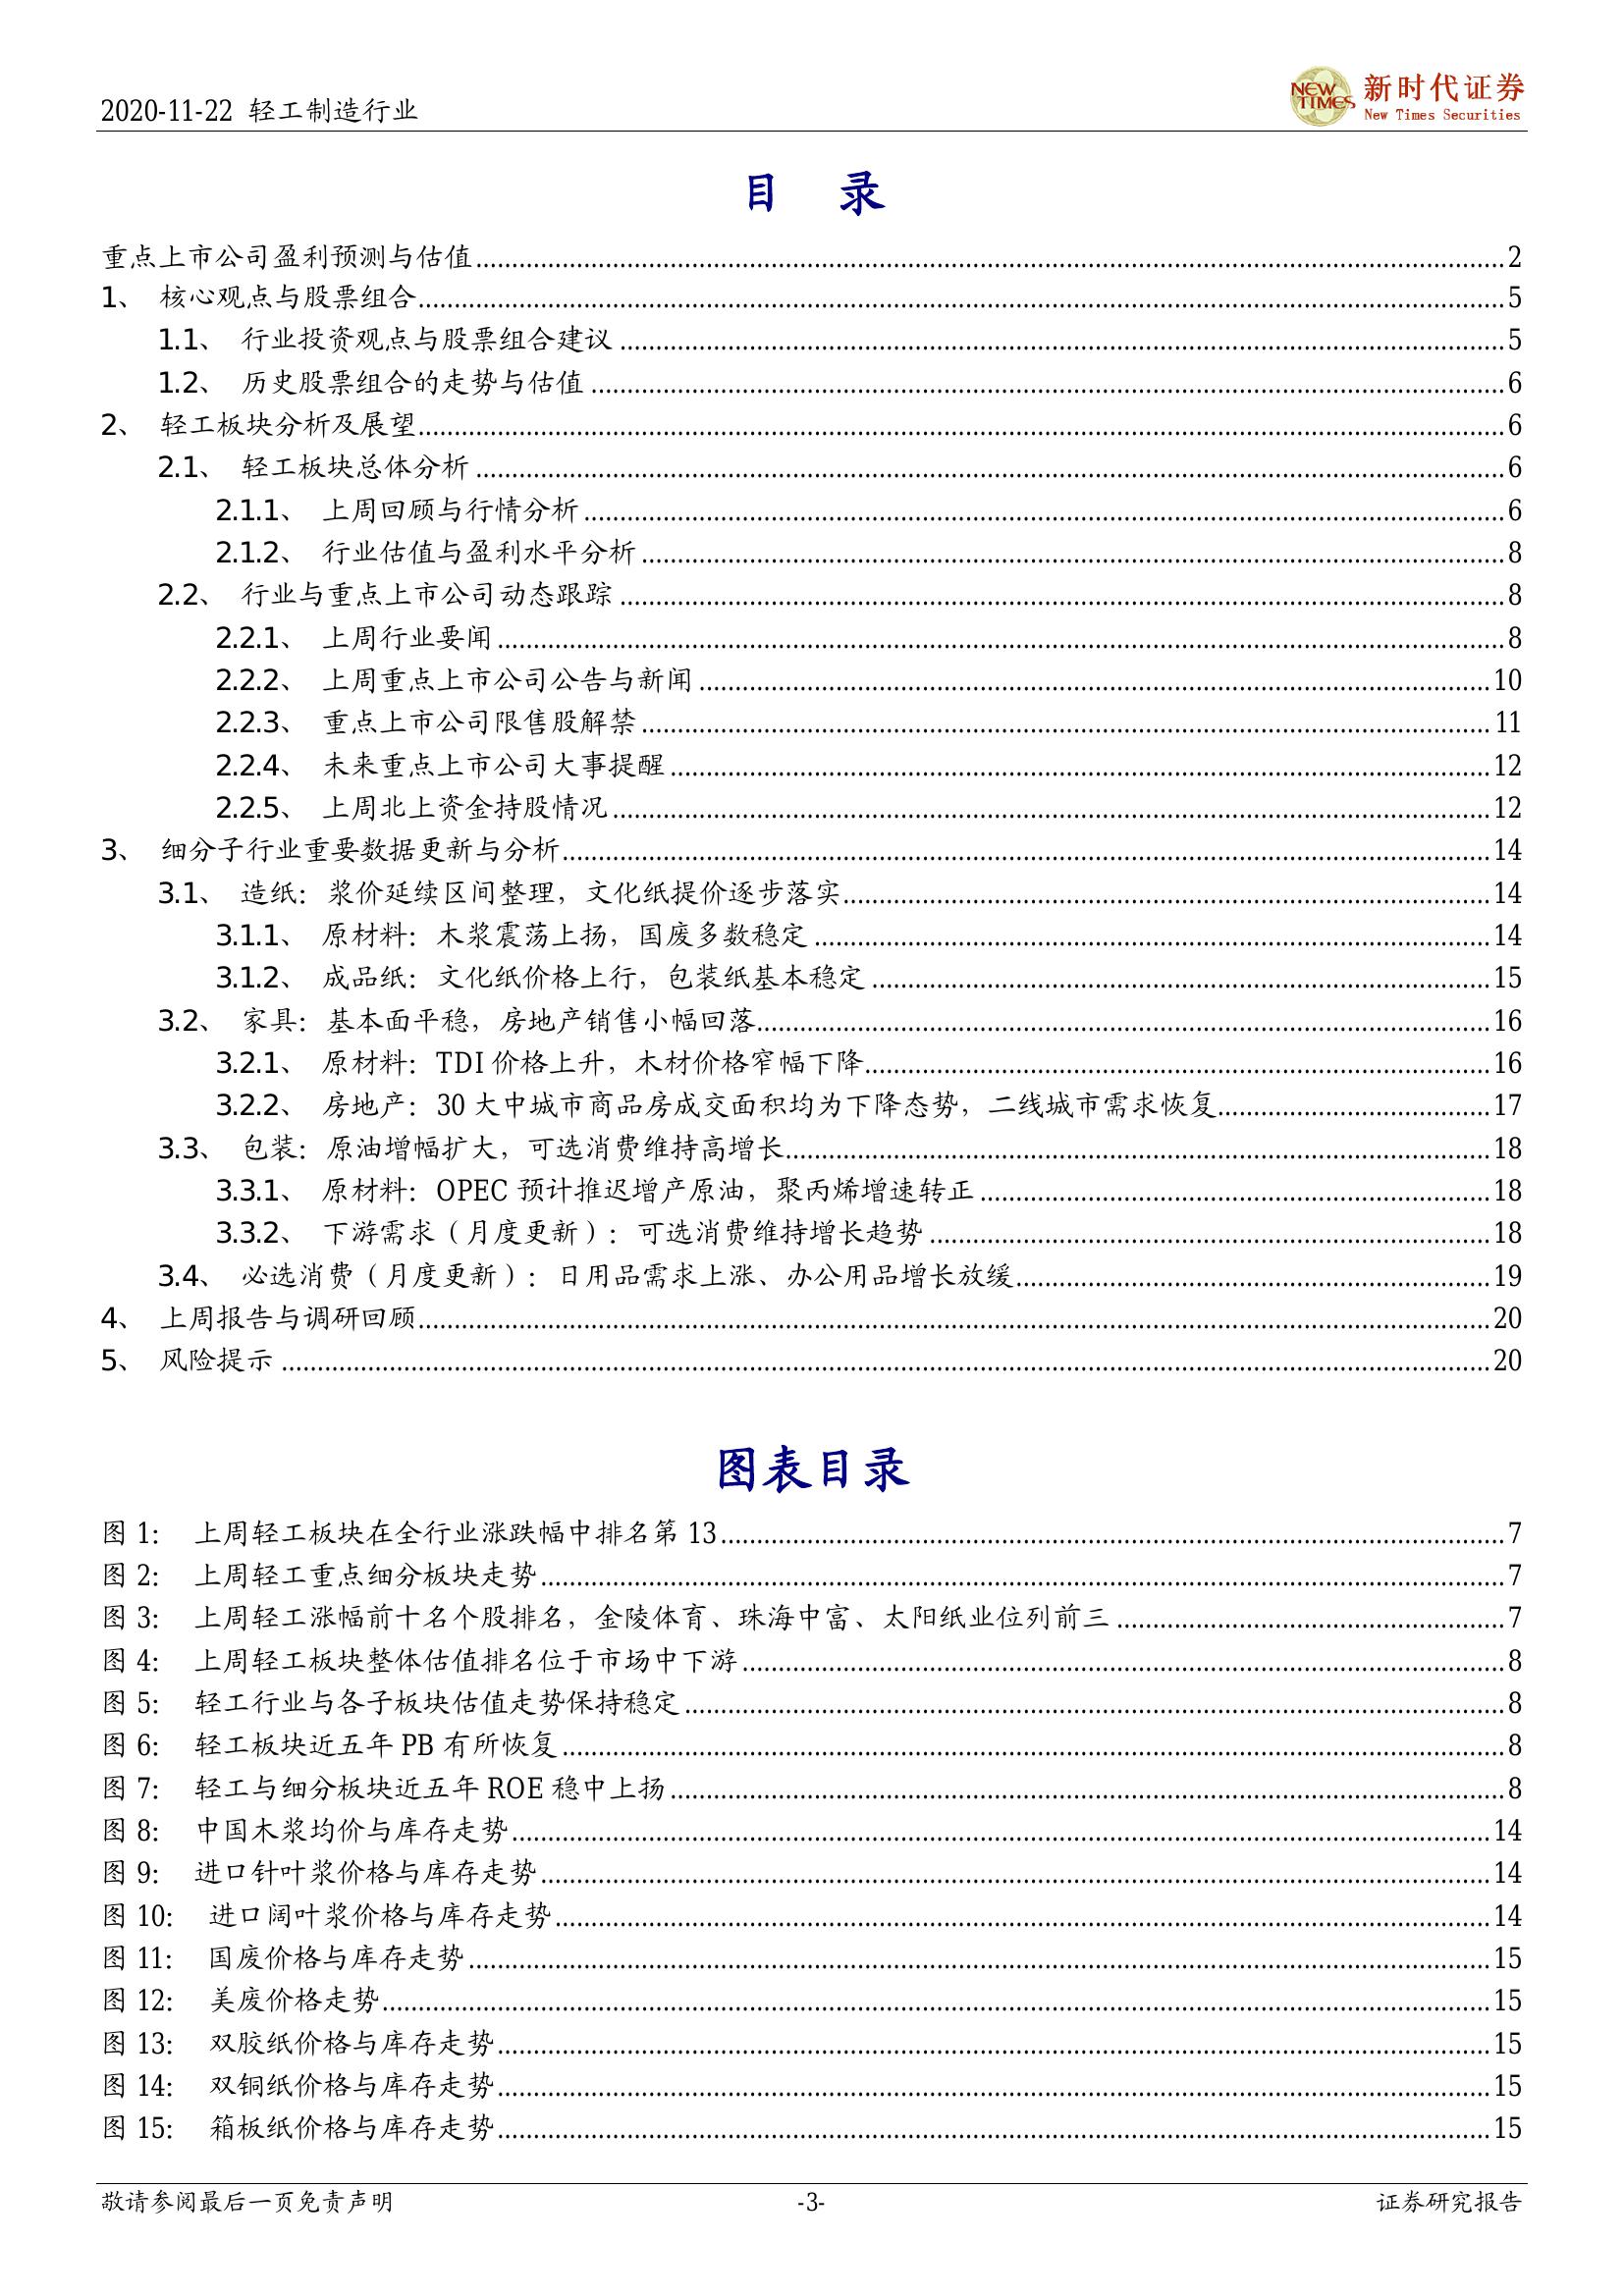 2020-11-22 轻工制造行业
NEW TIMES 新时代证券
New Times Securities
目 录
重点上市公司盈利预测与估值 2
1、 核心观点与股票组合 5
1.1、 行业投资观点与股票组合建议 5
1.2、 历史股票组合的走势与估值 6
2、 轻工板块分析及展望 6
2.1、 轻工板块总体分析 6
2.1.1、 上周回顾与行情分析 6
2.1.2、 行业估值与盈利水平分析 8
2.2、 行业与重点上市公司动态跟踪 8
2.2.1、 上周行业要闻 8
2.2.2、 上周重点上市公司公告与新闻 10
2.2.3、 重点上市公司限售股解禁 11
2.2.4、 未来重点上市公司大事提醒 12
2.2.5、 上周北上资金持股情况 12
3、 细分子行业重要数据更新与分析 14
3.1、 造纸：浆价延续区间整理，文化纸提价逐步落实 14
3.1.1、 原材料：木浆震荡上扬，国废多数稳定 14
3.1.2、 成品纸：文化纸价格上行，包装纸基本稳定 15
3.2、 家具：基本面平稳，房地产销售小幅回落 16
3.2.1、 原材料：TDI 价格上升，木材价格窄幅下降 16
3.2.2、 房地产：30 大中城市商品房成交面积均为下降态势，二线城市需求恢复 17
3.3、 包装：原油增幅扩大，可选消费维持高增长 18
3.3.1、 原材料：OPEC 预计推迟增产原油，聚丙烯增速转正 18
3.3.2、 下游需求（月度更新）：可选消费维持增长趋势 18
3.4、 必选消费（月度更新）：日用品需求上涨、办公用品增长放缓 19
4、 上周报告与调研回顾 20
5、 风险提示 20
图表目录
图 1: 上周轻工板块在全行业涨跌幅中排名第 13 7
图 2: 上周轻工重点细分板块走势 7
图 3: 上周轻工涨幅前十名个股排名，金陵体育、珠海中富、太阳纸业位列前三 7
图 4: 上周轻工板块整体估值排名位于市场中下游 8
图 5: 轻工行业与各子板块估值走势保持稳定 8
图 6: 轻工板块近五年 PB 有所恢复 8
图 7: 轻工与细分板块近五年 ROE 稳中上扬 8
图 8: 中国木浆均价与库存走势 14
图 9: 进口针叶浆价格与库存走势 14
图 10: 进口阔叶浆价格与库存走势 14
图 11: 国废价格与库存走势 15
图 12: 美废价格走势 15
图 13: 双胶纸价格与库存走势 15
图 14: 双铜纸价格与库存走势 15
图 15: 箱板纸价格与库存走势 15
敬请参阅最后一页免责声明 -3- 证券研究报告